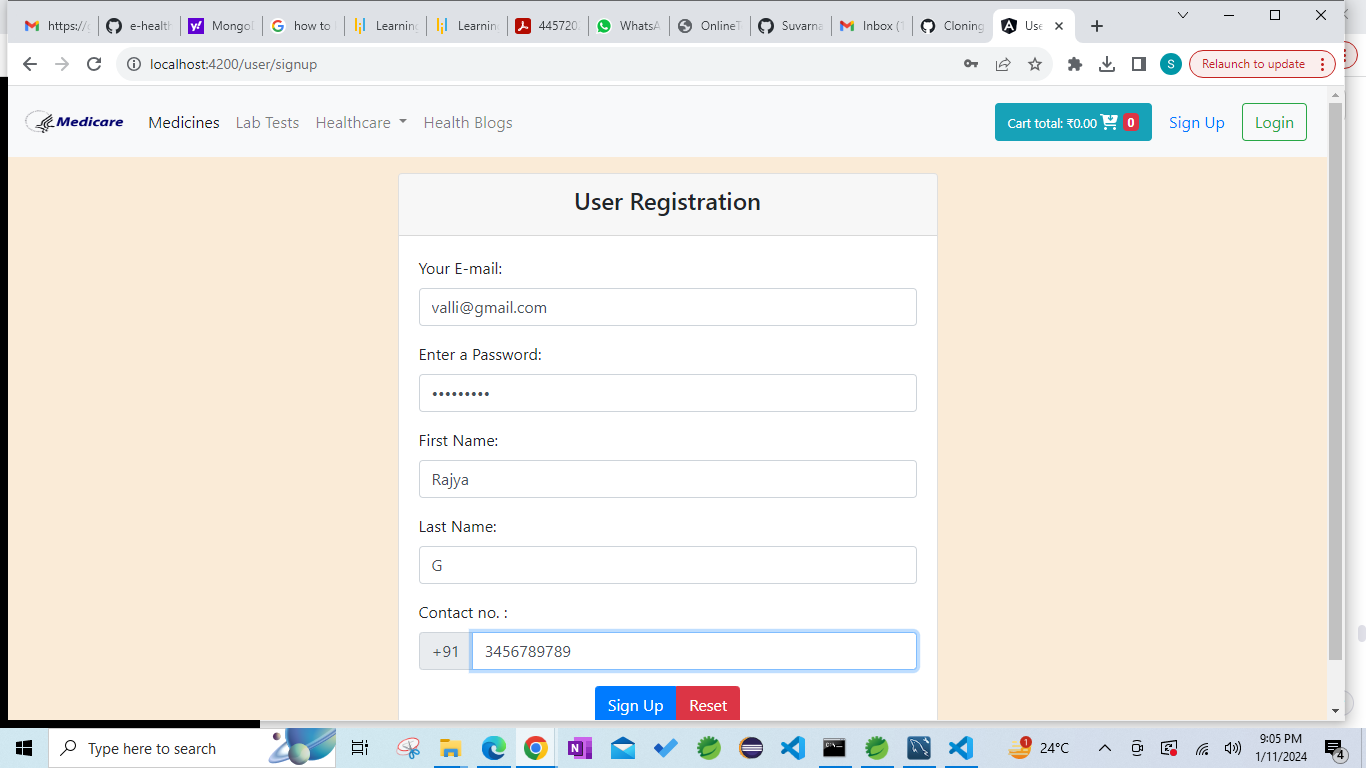 https://g
e-health
MongoD
how to
Learning
Learning
445720
WhatsA
OnlineT
Suvarna
Inbox (1
Cloning
Use
localhost:4200/user/signup
S
Relaunch to update
Medicare
Medicines
Lab Tests
Healthcare
Health Blogs
Cart total: ₹0.00 0
Sign Up
Login
User Registration
Your E-mail:
valli@gmail.com
Enter a Password:
•••••••••
First Name:
Rajya
Last Name:
G
Contact no. :
+91 3456789789
Sign Up Reset
Type here to search
1
24°C
9:05 PM
1/11/2024
4